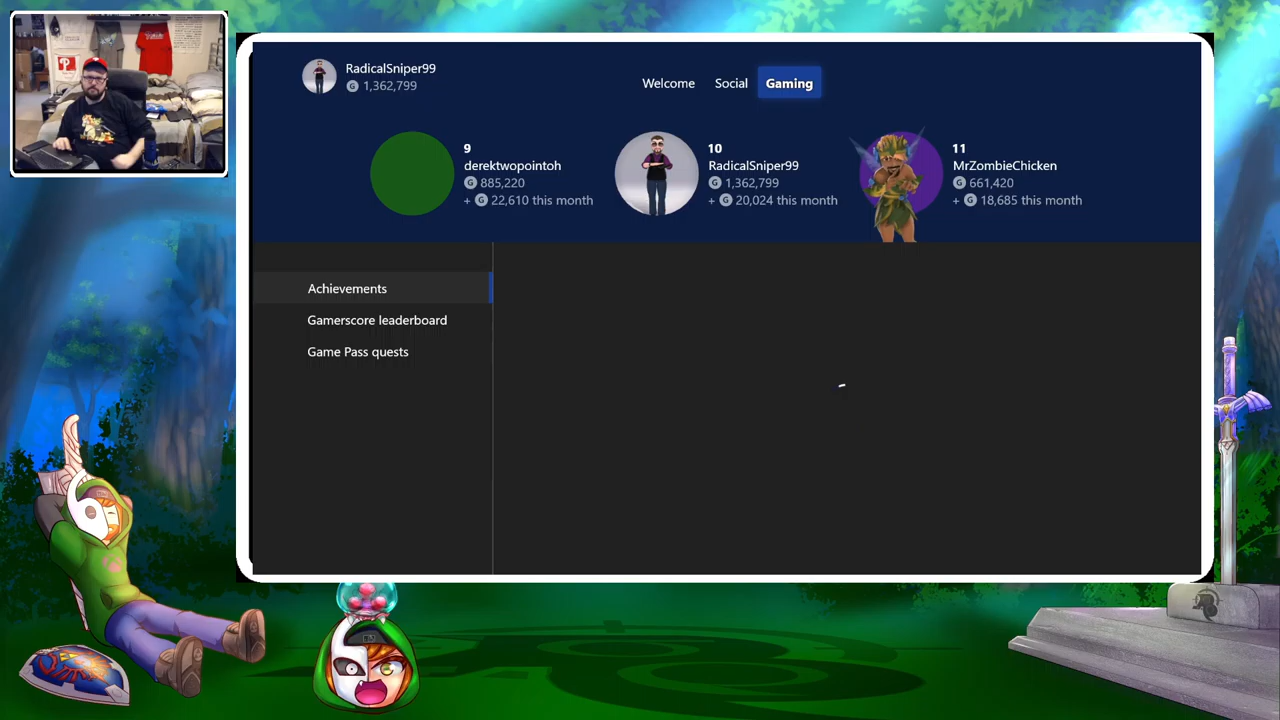 RadicalSniper99
G 1,362,799
Welcome Social Gaming
9
derektwopointoh
G 885,220
+ G 22,610 this month
10
RadicalSniper99
G 1,362,799
+ G 20,024 this month
11
MrZombieChicken
G 661,420
+ G 18,685 this month
Achievements
Gamerscore leaderboard
Game Pass quests